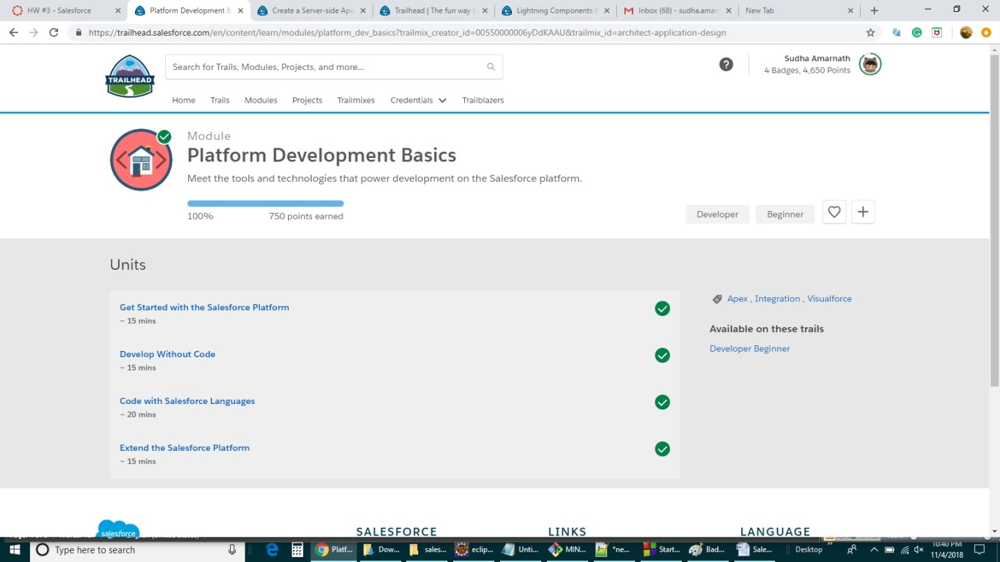 HW #3 - Salesforce
Platform Development B
Create a Server-side Ape
Trailhead | The fun way t
Lightning Components B
Inbox (68) - sudha.amar
New Tab
https://trailhead.salesforce.com/en/content/learn/modules/platform_dev_basics?trailmix_creator_id=00550000006yDdKAAU&trailmix_id=architect-application-design
TRAILHEAD
Search for Trails, Modules, Projects, and more...
?
Sudha Amarnath
4 Badges, 4,650 Points
Home Trails Modules Projects Trailmixes Credentials Trailblazers
Module
Platform Development Basics
Meet the tools and technologies that power development on the Salesforce platform.
100% 750 points earned
Developer Beginner
Units
Get Started with the Salesforce Platform
~ 15 mins
Develop Without Code
~ 15 mins
Code with Salesforce Languages
~ 20 mins
Extend the Salesforce Platform
~ 15 mins
Apex , Integration , Visualforce
Available on these trails
Developer Beginner
salesforce
SALESFORCE LINKS LANGUAGE
Type here to search
Platf...
Dow...
sales...
eclip...
Unti...
MIN...
*ne...
Start...
Bad...
Sale...
Desktop
10:40 PM
11/4/2018